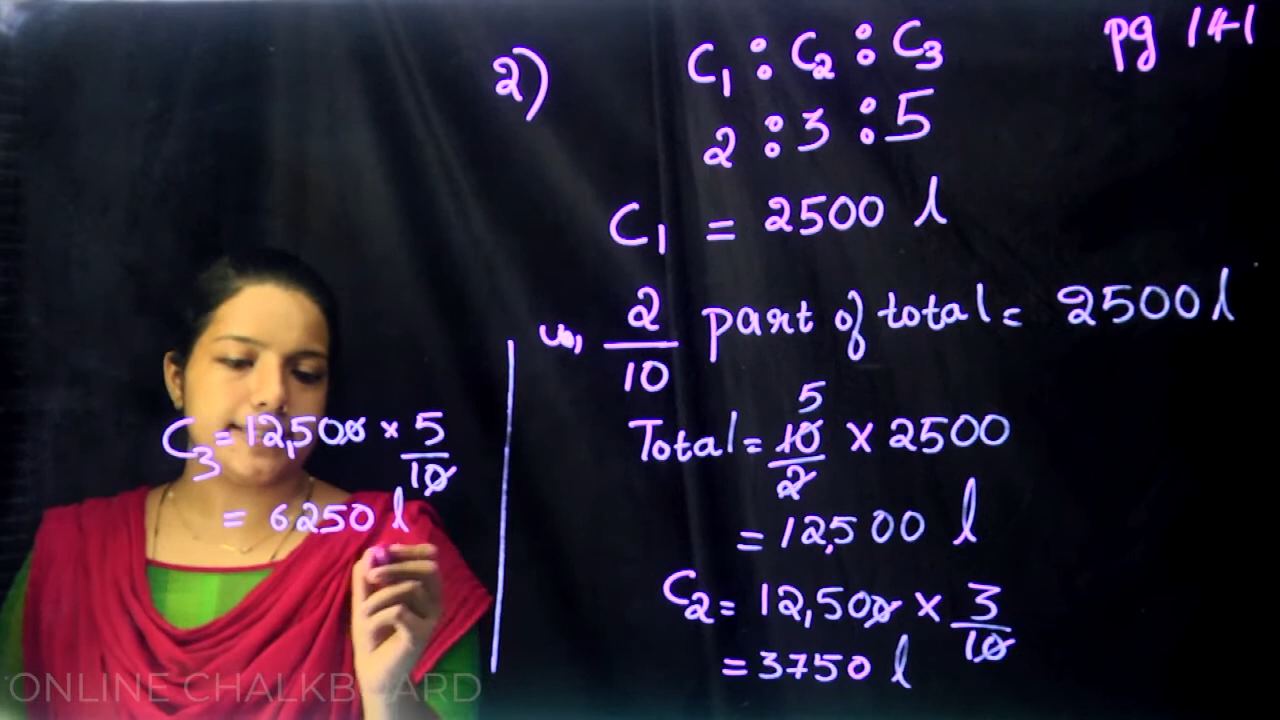 pg 141
2) C₁ : C₂ : C₃
2 : 3 : 5
C₁ = 2500 l
2/10 part of total = 2500 l
Total = 10/2 × 2500
5
= 12,500 l
C₂ = 12,500 × 3/10
= 3750 l
C₃ = 12,500 × 5/10
= 6250 l
ONLINE CHALKBOARD